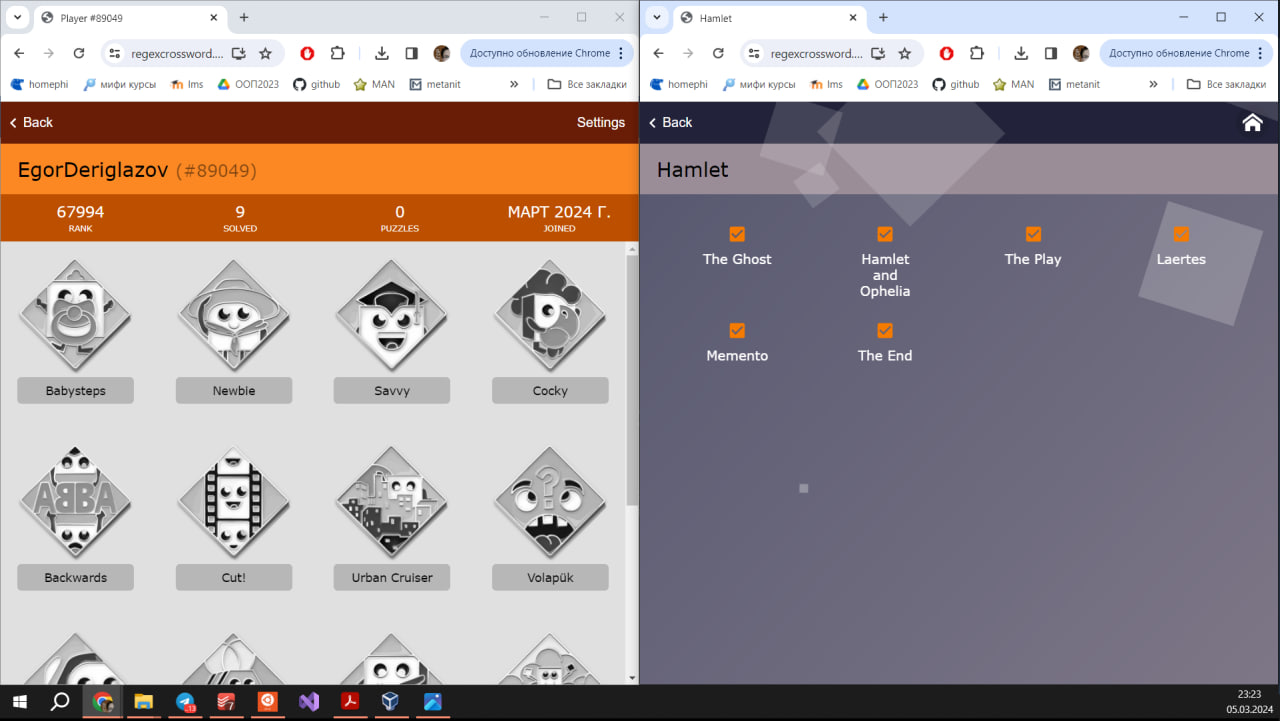 Player #89049
regexcrossword....
Доступно обновление Chrome
homephi
мифи курсы
lms
ООП2023
github
MAN
metanit
»
Все закладки
Back
Settings
EgorDeriglazov (#89049)
67994
RANK
9
SOLVED
0
PUZZLES
МАРТ 2024 Г.
JOINED
Babysteps
Newbie
Savvy
Cocky
ABBA
Backwards
Cut!
Urban Cruiser
?
Volapük
Hamlet
regexcrossword....
Доступно обновление Chrome
homephi
мифи курсы
lms
ООП2023
github
MAN
metanit
»
Все закладки
Back
Hamlet
The Ghost
Hamlet
and
Ophelia
The Play
Laertes
Memento
The End
13
7
23:23
05.03.2024